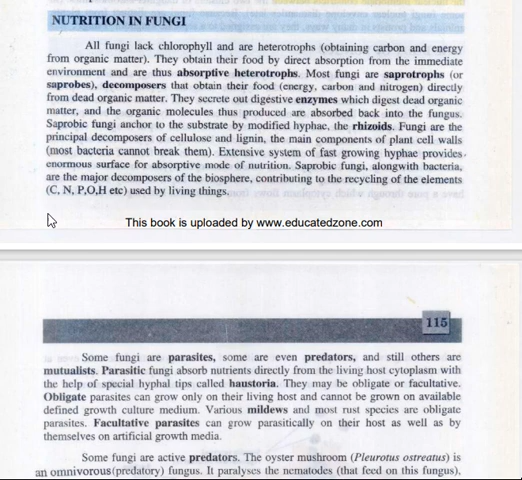 NUTRITION IN FUNGI
All fungi lack chlorophyll and are heterotrophs (obtaining carbon and energy
from organic matter). They obtain their food by direct absorption from the immediate
environment and are thus absorptive heterotrophs. Most fungi are saprotrophs (or
saprobes), decomposers that obtain their food (energy, carbon and nitrogen) directly
from dead organic matter. They secrete out digestive enzymes which digest dead organic
matter, and the organic molecules thus produced are absorbed back into the fungus.
Saprobic fungi anchor to the substrate by modified hyphae, the rhizoids. Fungi are the
principal decomposers of cellulose and lignin, the main components of plant cell walls
(most bacteria cannot break them). Extensive system of fast growing hyphae provides
enormous surface for absorptive mode of nutrition. Saprobic fungi, alongwith bacteria,
are the major decomposers of the biosphere, contributing to the recycling of the elements
(C, N, P,O,H etc) used by living things.
This book is uploaded by www.educatedzone.com
115
Some fungi are parasites, some are even predators, and still others are
mutualists. Parasitic fungi absorb nutrients directly from the living host cytoplasm with
the help of special hyphal tips called haustoria. They may be obligate or facultative.
Obligate parasites can grow only on their living host and cannot be grown on available
defined growth culture medium. Various mildews and most rust species are obligate
parasites. Facultative parasites can grow parasitically on their host as well as by
themselves on artificial growth media.
Some fungi are active predators. The oyster mushroom (Pleurotus ostreatus) is
an omnivorous(predatory) fungus. It paralyses the nematodes (that feed on this fungus),